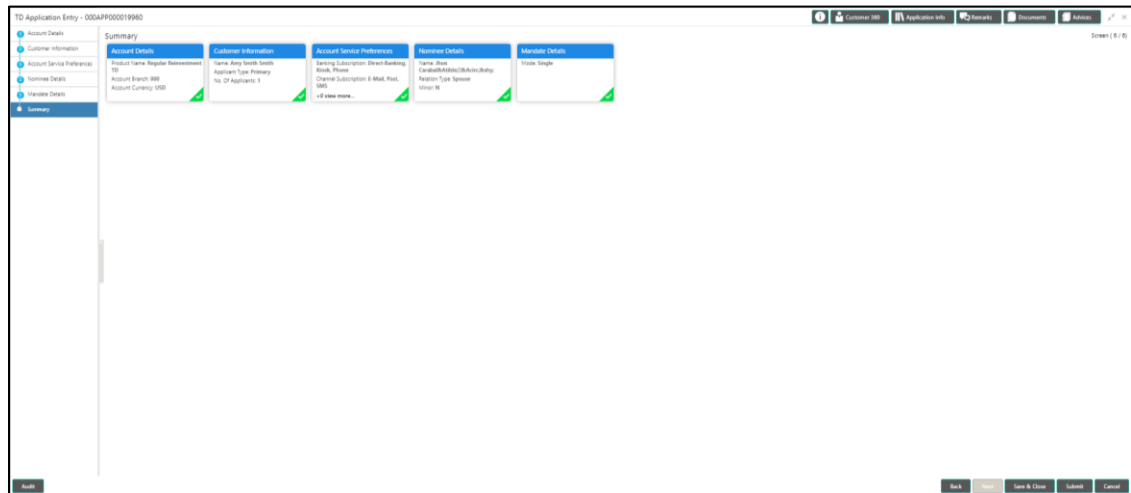 TD Application Entry - 000APP000019960
Customer 360
Application Info
Remarks
Documents
Advices
Account Details
Customer Information
Account Service Preferences
Nominee Details
Mandate Details
Summary
Summary
Screen ( 6 / 6)
Account Details
Product Name: Regular Reinvestment
TD
Account Branch: 000
Account Currency: USD
Customer Information
Name: Amy Smith Smith
Applicant Type: Primary
No. Of Applicants: 1
Account Service Preferences
Banking Subscription: Direct Banking,
Kiosk, Phone
Channel Subscription: E-Mail, Post,
SMS
+0 view more...
Nominee Details
Name:
Relation Type: Spouse
Minor: N
Mandate Details
Mode: Single
Audit
Back
Next
Save & Close
Submit
Cancel